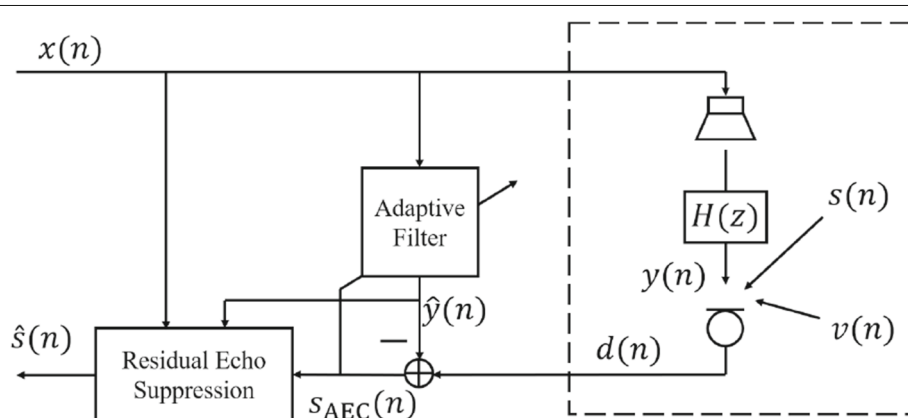 x(n)
Adaptive
Filter
H(z)
s(n)
y(n)
ŷ(n)
v(n)
ŝ(n)
d(n)
−
Residual Echo
Suppression
s_AEC(n)